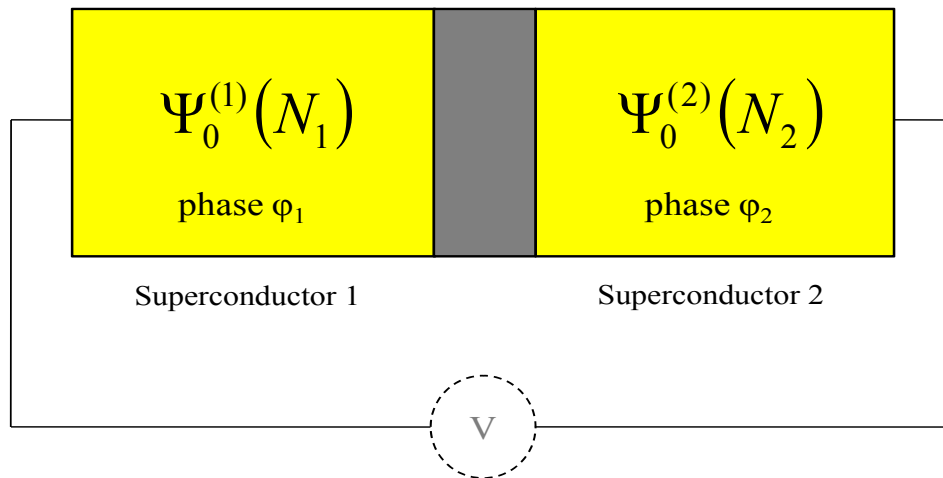 Ψ₀⁽¹⁾(N₁) Ψ₀⁽²⁾(N₂)
phase φ₁ phase φ₂
Superconductor 1 Superconductor 2
V